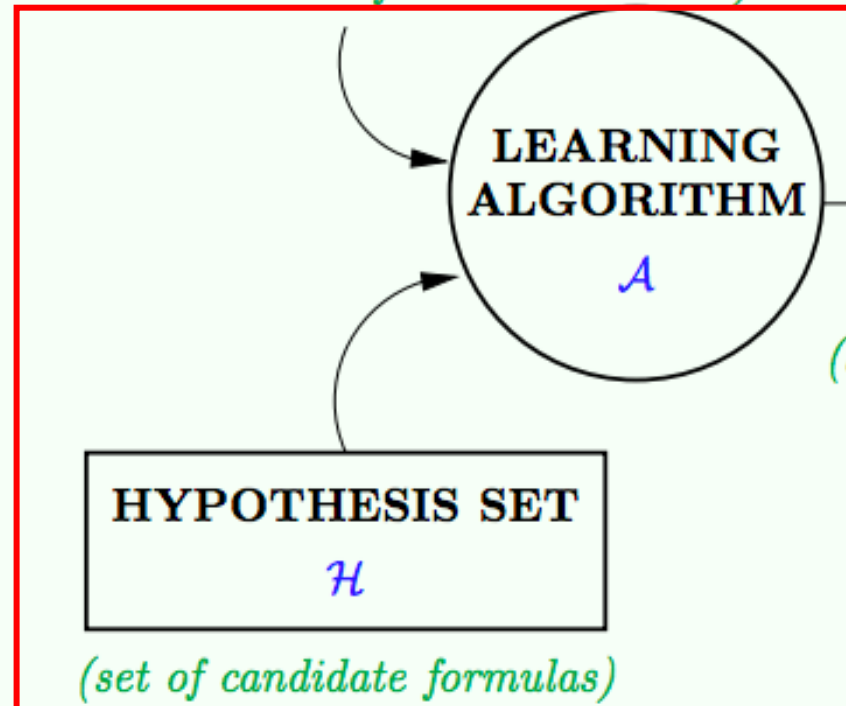 LEARNING
ALGORITHM
𝒜
HYPOTHESIS SET
ℋ
(set of candidate formulas)